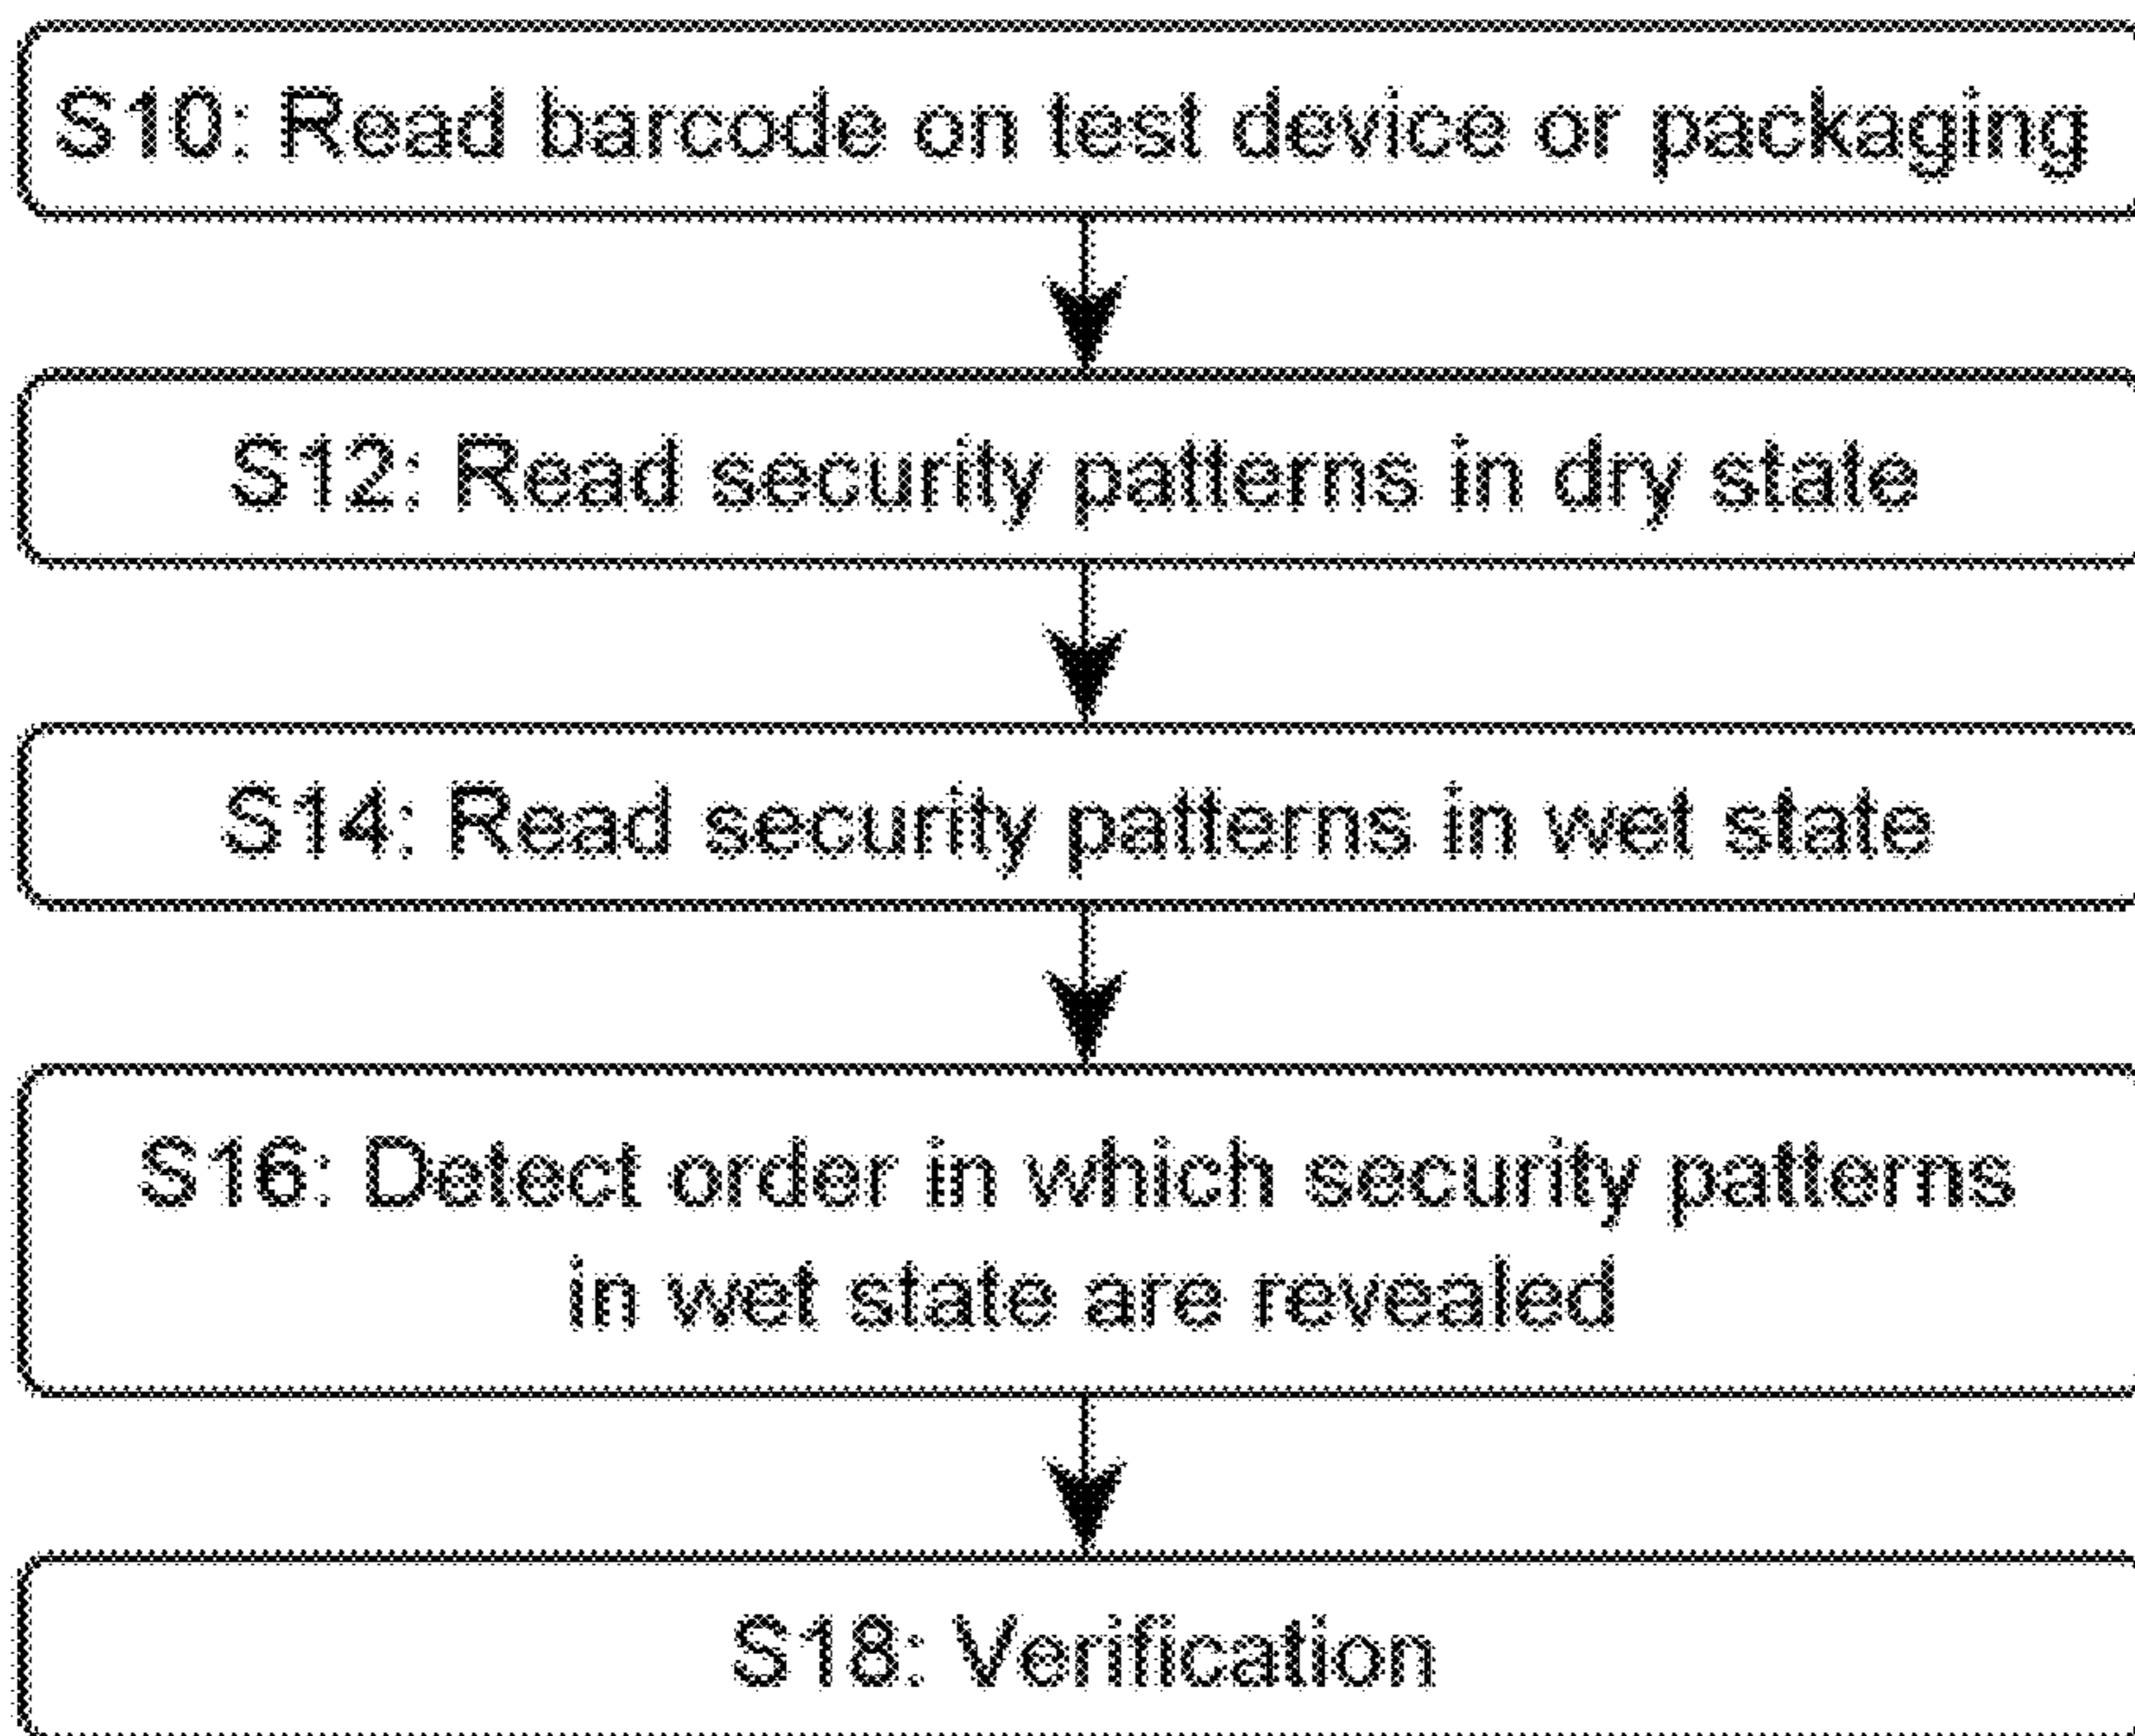 S10: Read barcode on test device or packaging
S12: Read security patterns in dry state
S14: Read security patterns in wet state
S16: Detect order in which security patterns
in wet state are revealed
S18: Verification